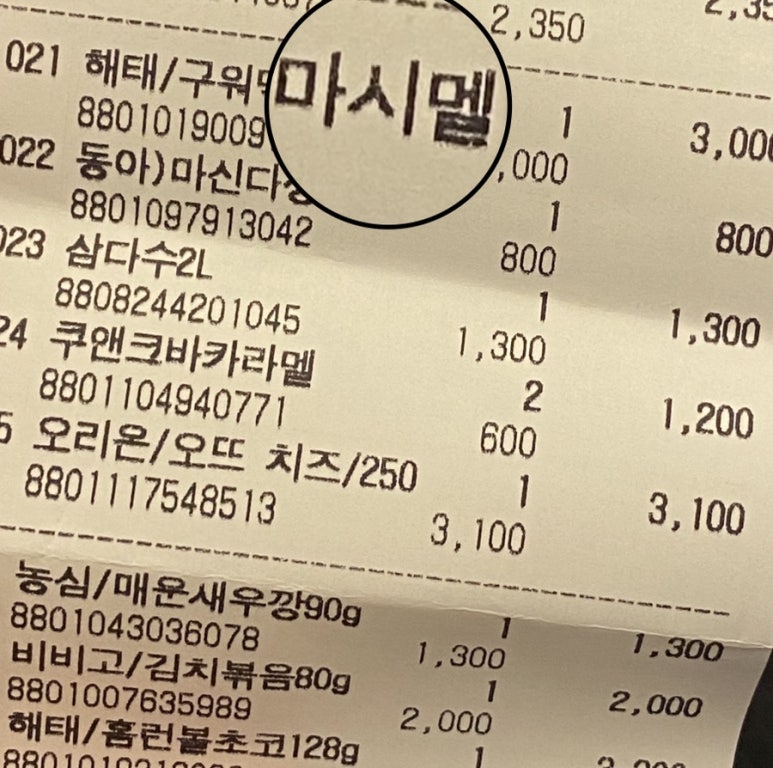 2,350
021 해태/구워
마시멜
1 3,00
8801019009
,000
022 동아)마신다
1 800
8801097913042
800
023 삼다수2L
1 1,300
8808244201045
1,300
24 쿠앤크바카라멜
2 1,200
8801104940771
600
5 오리온/오뜨 치즈/250
1 3,100
8801117548513
3,100
농심/매운새우깡90g
1 1,300
8801043036078
1,300
비비고/김치볶음80g
1 2,000
8801007635989
2,000
해태/홈런볼초코128g
1